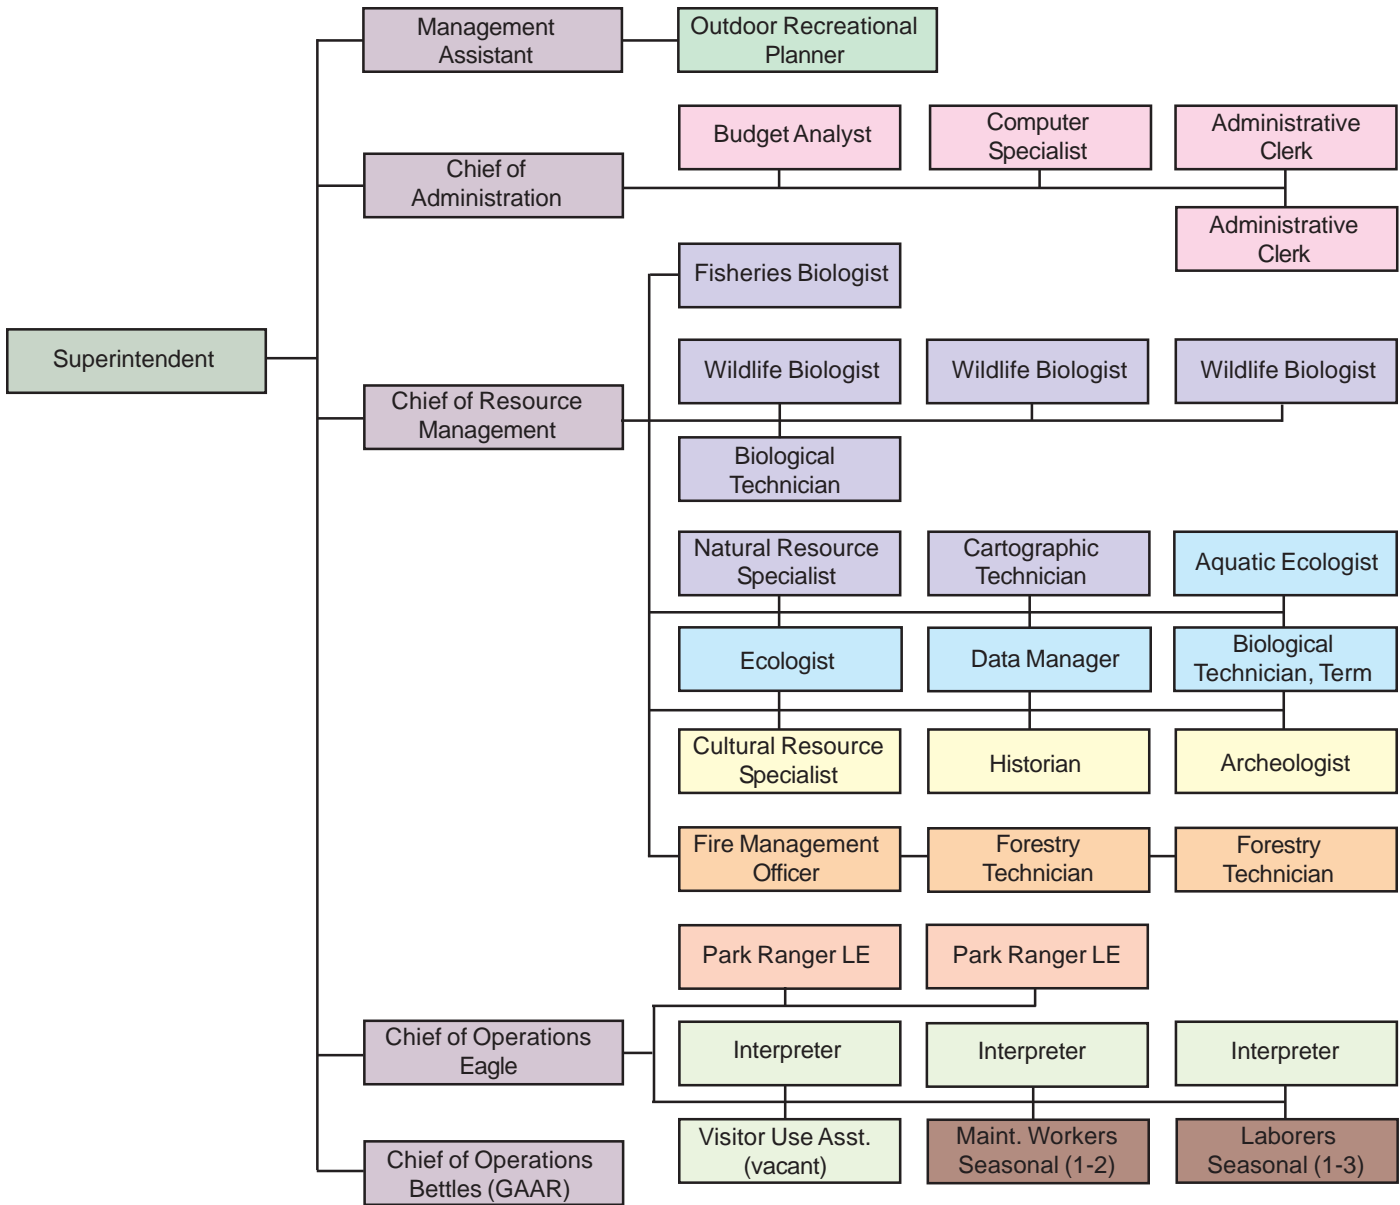 Management
Assistant
Outdoor Recreational
Planner
Budget Analyst
Computer
Specialist
Administrative
Clerk
Chief of
Administration
Administrative
Clerk
Fisheries Biologist
Superintendent
Wildlife Biologist
Wildlife Biologist
Wildlife Biologist
Chief of Resource
Management
Biological
Technician
Natural Resource
Specialist
Cartographic
Technician
Aquatic Ecologist
Ecologist
Data Manager
Biological
Technician, Term
Cultural Resource
Specialist
Historian
Archeologist
Fire Management
Officer
Forestry
Technician
Forestry
Technician
Park Ranger LE
Park Ranger LE
Chief of Operations
Eagle
Interpreter
Interpreter
Interpreter
Visitor Use Asst.
(vacant)
Maint. Workers
Seasonal (1-2)
Laborers
Seasonal (1-3)
Chief of Operations
Bettles (GAAR)